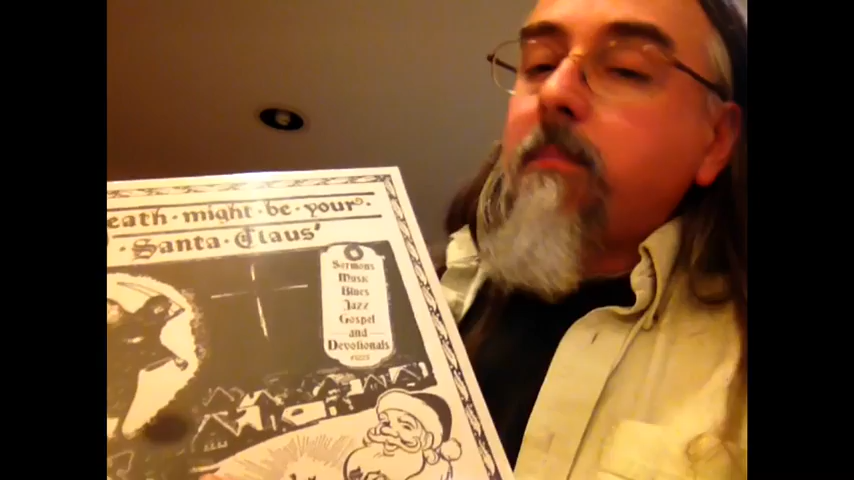 eath · might · be · your
· Santa · Claus'
Sermons
Music
Blues
Jazz
Gospel
and
Devotionals